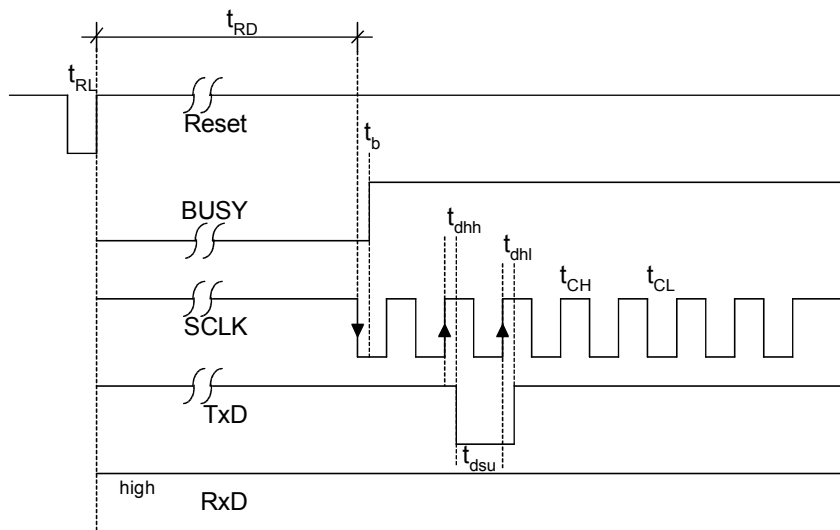 tRD
tRL
Reset
tb
BUSY
tdhh
tdhl
tCH
tCL
SCLK
TxD
tdsu
high
RxD